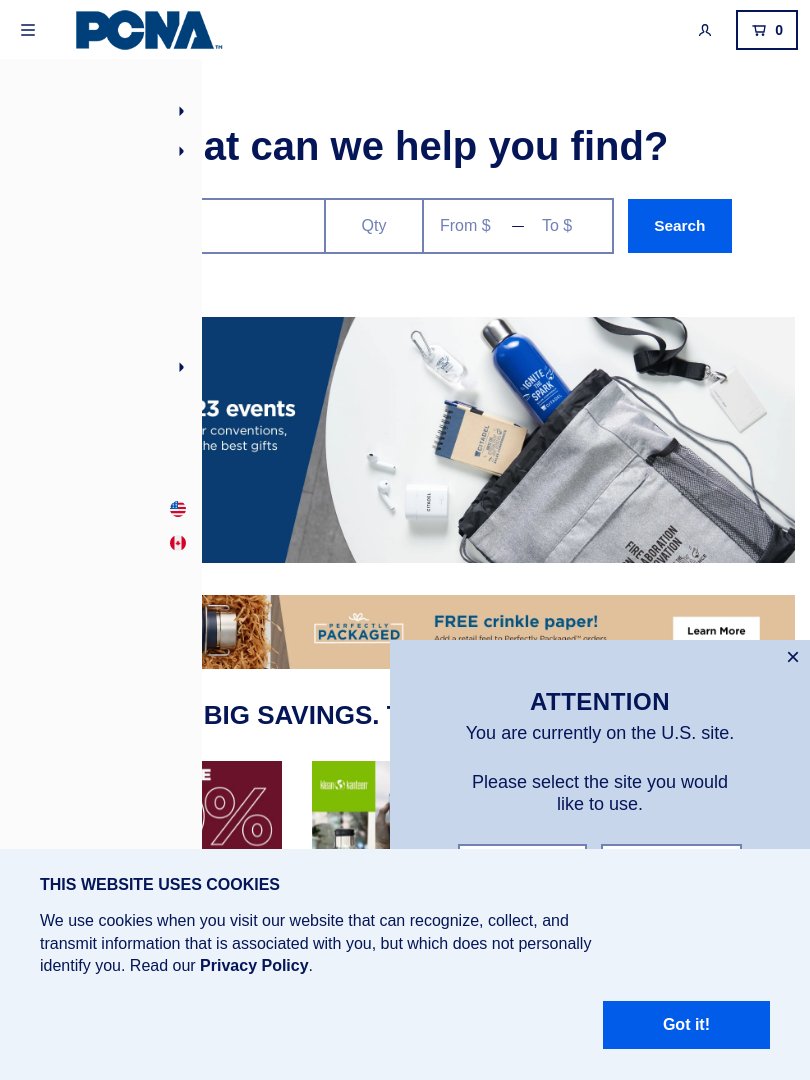 PCNA™
0
at can we help you find?
Qty
From $
To $
Search
23 events
r conventions,
he best gifts
IGNITE
THE
SPARK
CITADEL
CITADEL
CITADEL
PERFECTLY
PACKAGED
FREE crinkle paper!
Add a retail feel to Perfectly Packaged™ orders
Learn More
BIG SAVINGS.
%
klean kanteen
ATTENTION
You are currently on the U.S. site.
Please select the site you would
like to use.
THIS WEBSITE USES COOKIES
We use cookies when you visit our website that can recognize, collect, and
transmit information that is associated with you, but which does not personally
identify you. Read our Privacy Policy.
Got it!